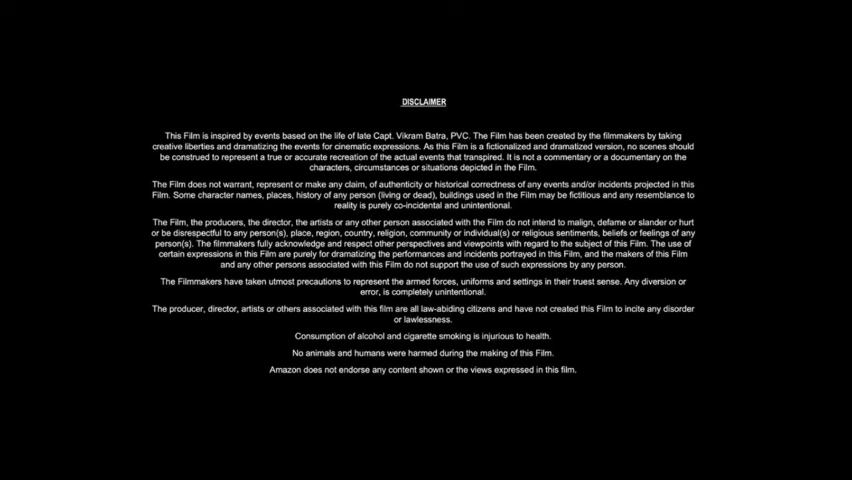 DISCLAIMER
This Film is inspired by events based on the life of late Capt. Vikram Batra, PVC. The Film has been created by the filmmakers by taking
creative liberties and dramatizing the events for cinematic expressions. As this Film is a fictionalized and dramatized version, no scenes should
be construed to represent a true or accurate recreation of the actual events that transpired. It is not a commentary or a documentary on the
characters, circumstances or situations depicted in the Film.
The Film does not warrant, represent or make any claim, of authenticity or historical correctness of any events and/or incidents projected in this
Film. Some character names, places, history of any person (living or dead), buildings used in the Film may be fictitious and any resemblance to
reality is purely co-incidental and unintentional.
The Film, the producers, the director, the artists or any other person associated with the Film do not intend to malign, defame or slander or hurt
or be disrespectful to any person(s), place, region, country, religion, community or individual(s) or religious sentiments, beliefs or feelings of any
person(s). The filmmakers fully acknowledge and respect other perspectives and viewpoints with regard to the subject of this Film. The use of
certain expressions in this Film are purely for dramatizing the performances and incidents portrayed in this Film, and the makers of this Film
and any other persons associated with this Film do not support the use of such expressions by any person.
The Filmmakers have taken utmost precautions to represent the armed forces, uniforms and settings in their truest sense. Any diversion or
error, is completely unintentional.
The producer, director, artists or others associated with this film are all law-abiding citizens and have not created this Film to incite any disorder
or lawlessness.
Consumption of alcohol and cigarette smoking is injurious to health.
No animals and humans were harmed during the making of this Film.
Amazon does not endorse any content shown or the views expressed in this film.